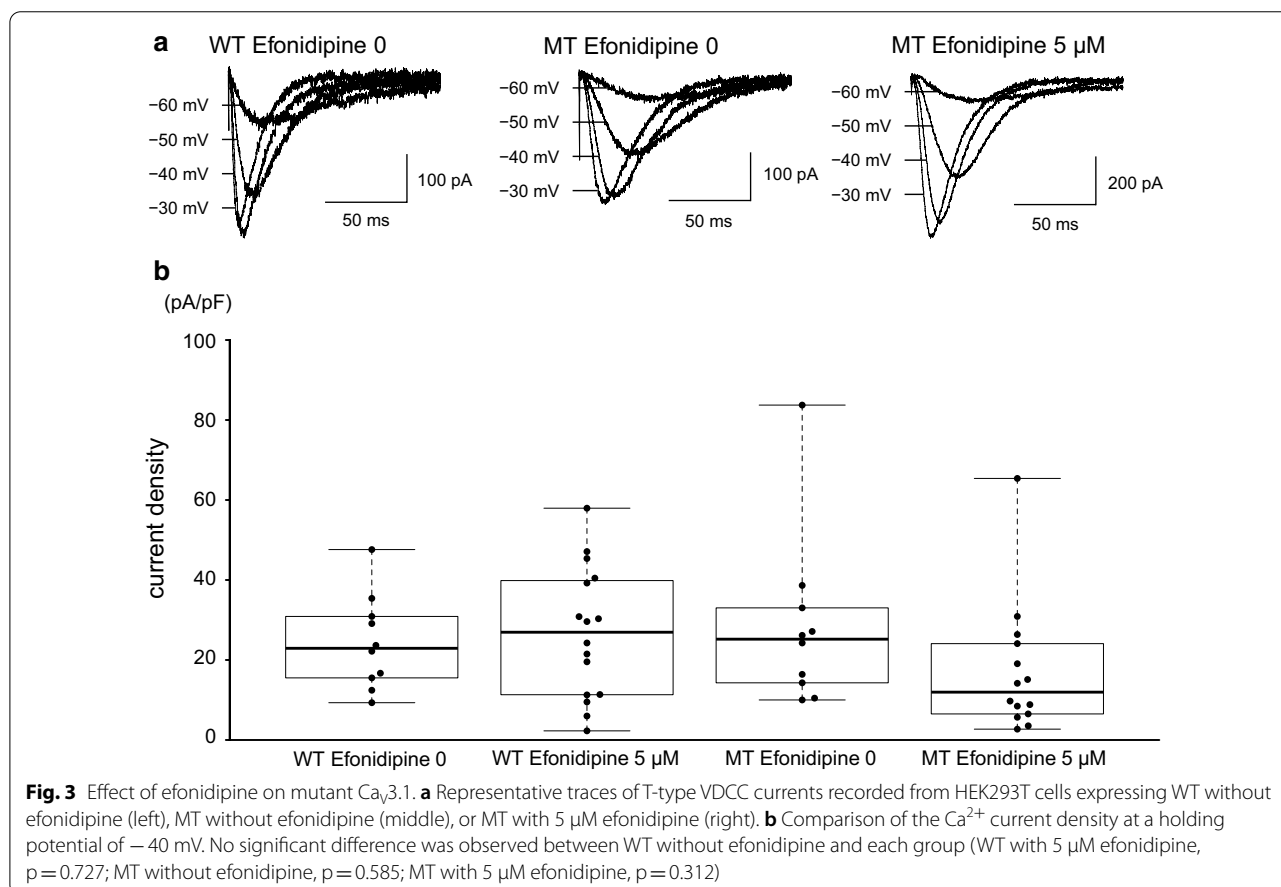 a
WT Efonidipine 0
MT Efonidipine 0
MT Efonidipine 5 µM
−60 mV
−50 mV
−40 mV
−30 mV
100 pA
50 ms
−60 mV
−50 mV
−40 mV
−30 mV
100 pA
50 ms
−60 mV
−50 mV
−40 mV
−30 mV
200 pA
50 ms
b
(pA/pF)
current density
100
80
60
40
20
0
WT Efonidipine 0
WT Efonidipine 5 µM
MT Efonidipine 0
MT Efonidipine 5 µM
Fig. 3 Effect of efonidipine on mutant CaV3.1. a Representative traces of T-type VDCC currents recorded from HEK293T cells expressing WT without
efonidipine (left), MT without efonidipine (middle), or MT with 5 µM efonidipine (right). b Comparison of the Ca2+ current density at a holding
potential of −40 mV. No significant difference was observed between WT without efonidipine and each group (WT with 5 µM efonidipine,
p=0.727; MT without efonidipine, p=0.585; MT with 5 µM efonidipine, p=0.312)